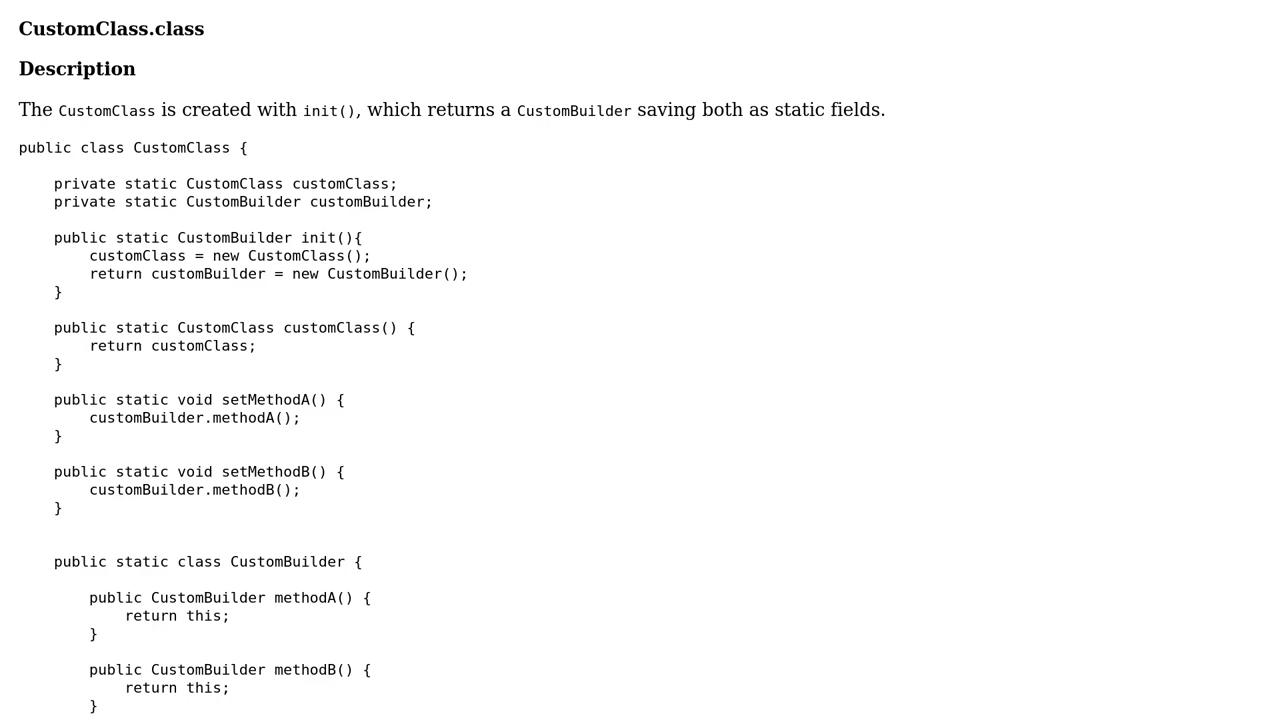 CustomClass.class
Description
The CustomClass is created with init(), which returns a CustomBuilder saving both as static fields.
public class CustomClass {
    private static CustomClass customClass;
    private static CustomBuilder customBuilder;
    public static CustomBuilder init(){
        customClass = new CustomClass();
        return customBuilder = new CustomBuilder();
    }
    public static CustomClass customClass() {
        return customClass;
    }
    public static void setMethodA() {
        customBuilder.methodA();
    }
    public static void setMethodB() {
        customBuilder.methodB();
    }
    public static class CustomBuilder {
        public CustomBuilder methodA() {
            return this;
        }
        public CustomBuilder methodB() {
            return this;
        }